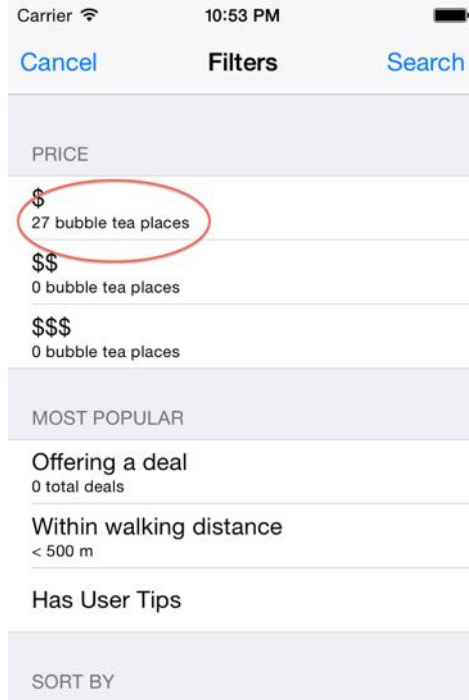 Carrier 10:53 PM
Cancel Filters Search
PRICE
$
27 bubble tea places
$$
0 bubble tea places
$$$
0 bubble tea places
MOST POPULAR
Offering a deal
0 total deals
Within walking distance
< 500 m
Has User Tips
SORT BY